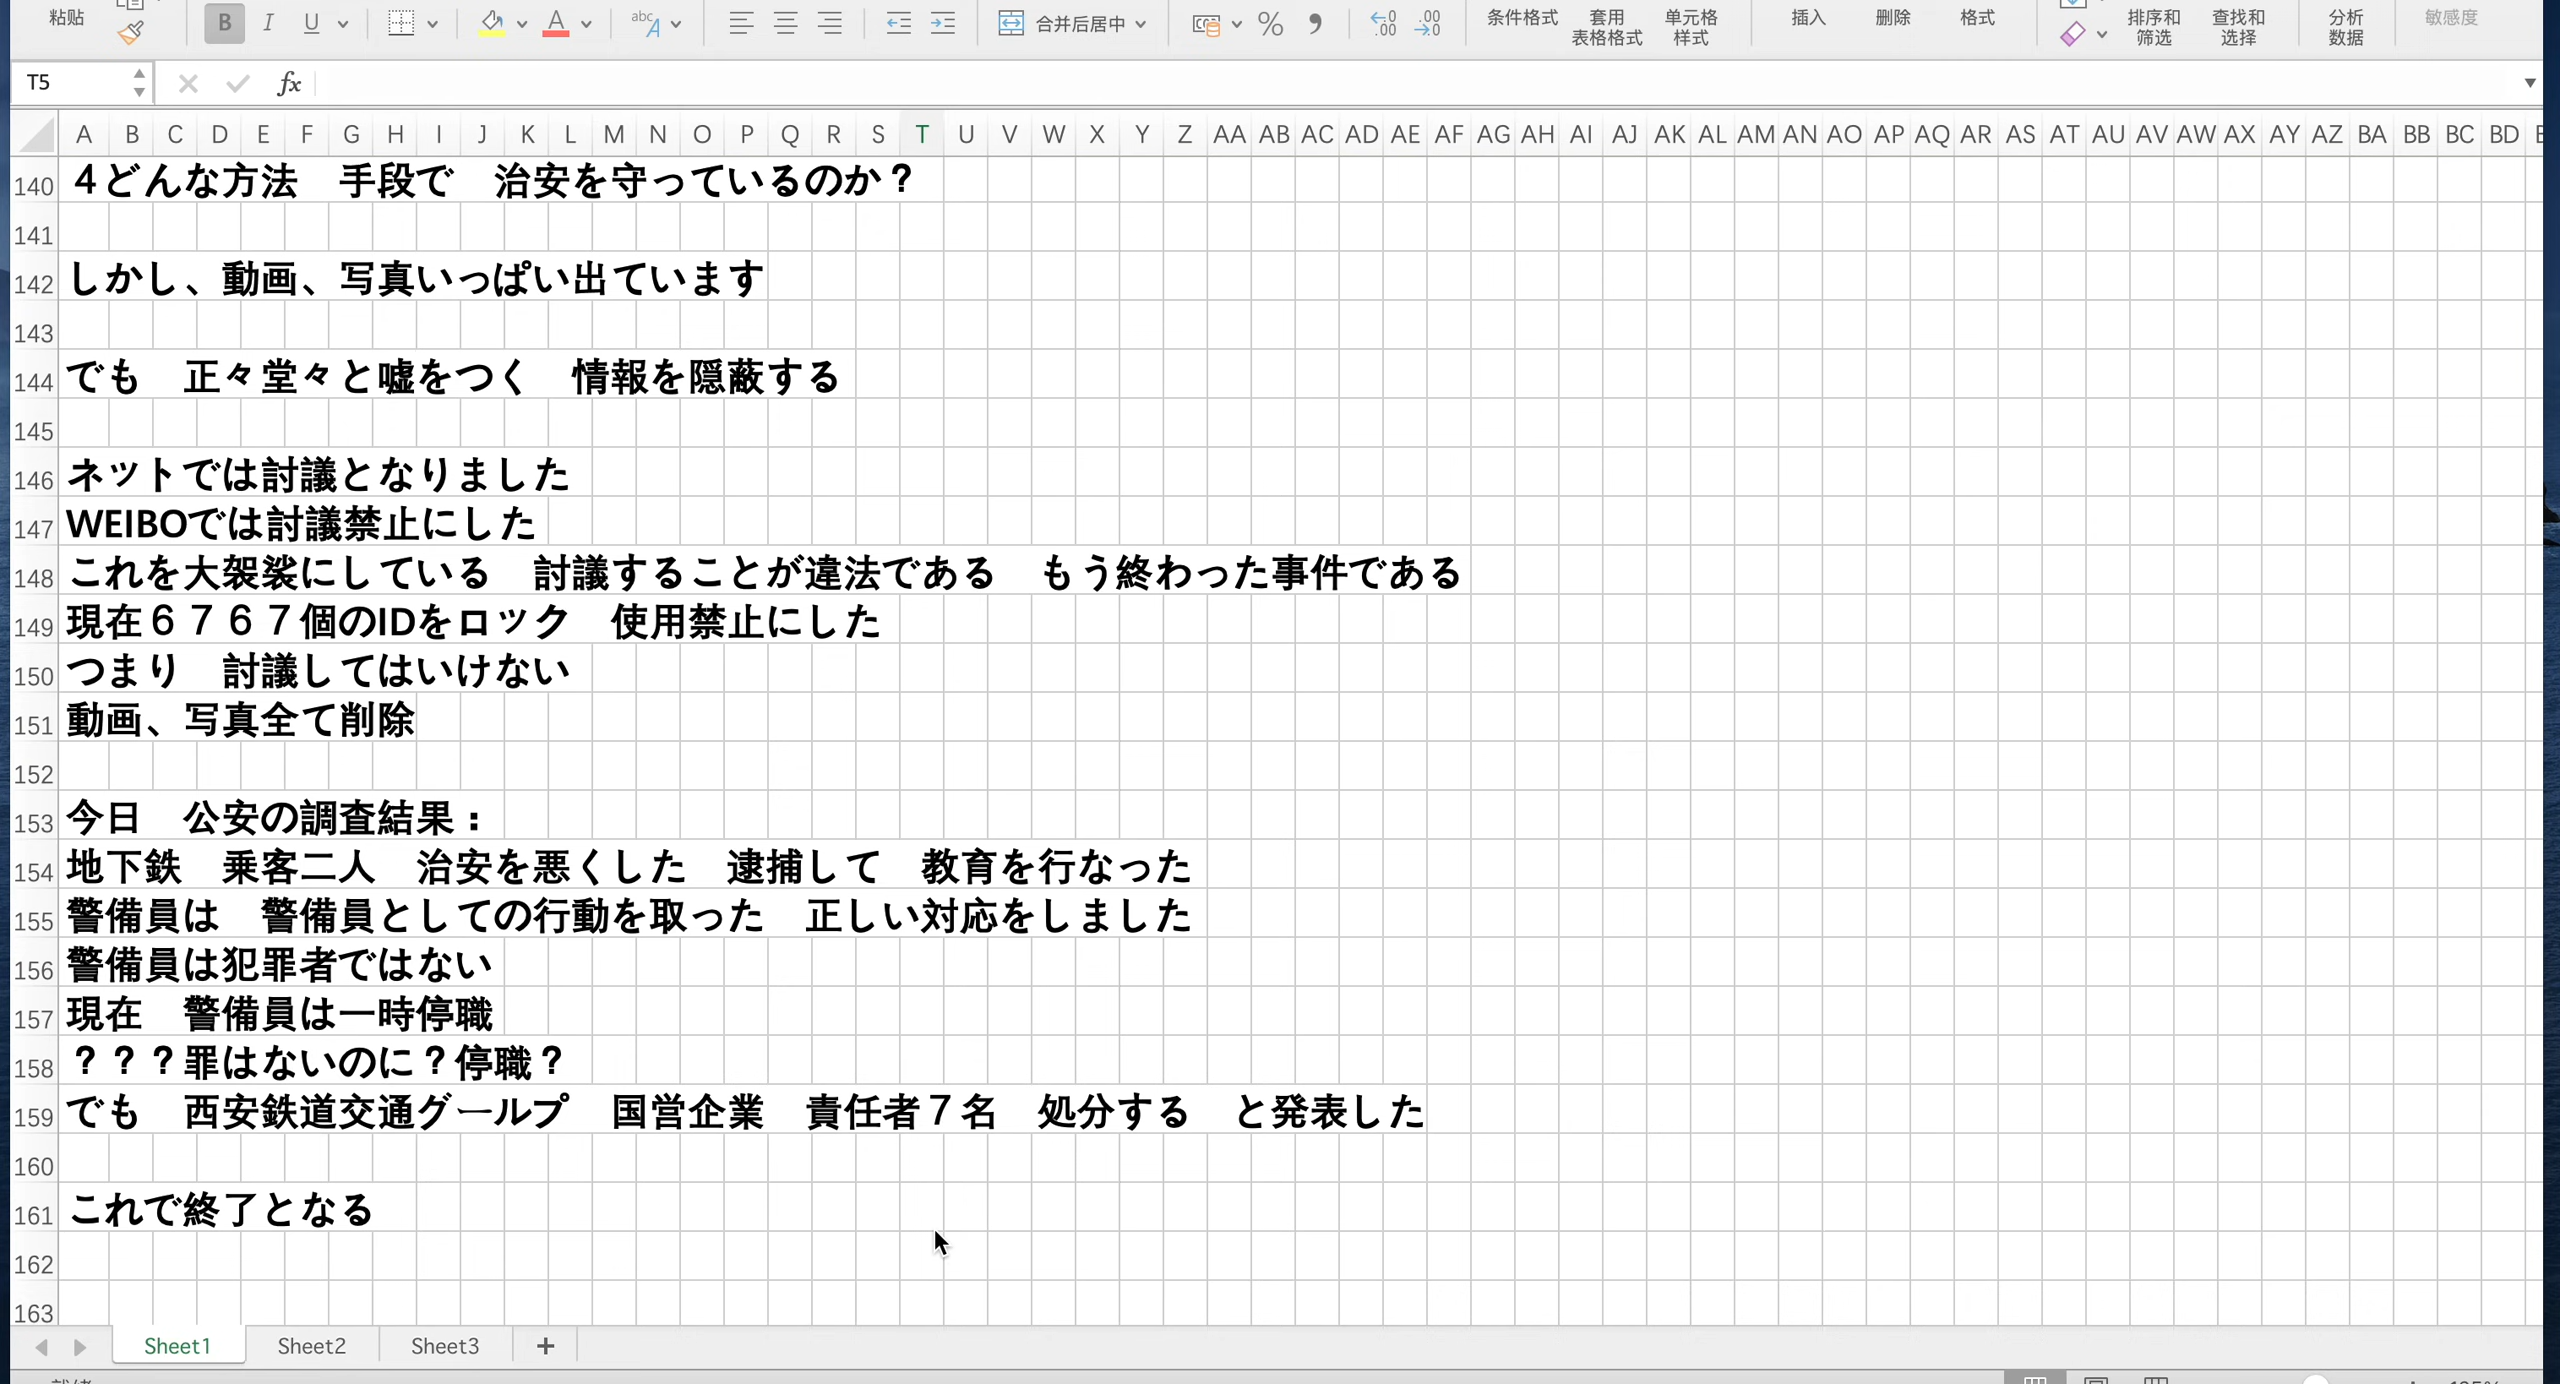 粘贴
B I U
abc A
A
合并后居中
% 9
条件格式
套用
表格格式
单元格
样式
插入
删除
格式
排序和
筛选
查找和
选择
分析
数据
敏感度
T5
fx
A B C D E F G H I J K L M N O P Q R S T U V W X Y Z AA AB AC AD AE AF AG AH AI AJ AK AL AM AN AO AP AQ AR AS AT AU AV AW AX AY AZ BA BB BC BD
140 ４どんな方法　手段で　治安を守っているのか？
141
142 しかし、動画、写真いっぱい出ています
143
144 でも　正々堂々と嘘をつく　情報を隠蔽する
145
146 ネットでは討議となりました
147 WEIBOでは討議禁止にした
148 これを大袈裟にしている　討議することが違法である　もう終わった事件である
149 現在６７６７個のIDをロック　使用禁止にした
150 つまり　討議してはいけない
151 動画、写真全て削除
152
153 今日　公安の調査結果：
154 地下鉄　乗客二人　治安を悪くした　逮捕して　教育を行なった
155 警備員は　警備員としての行動を取った　正しい対応をしました
156 警備員は犯罪者ではない
157 現在　警備員は一時停職
158 ？？？罪はないのに？停職？
159 でも　西安鉄道交通グールプ　国営企業　責任者７名　処分する　と発表した
160
161 これで終了となる
162
163
Sheet1 Sheet2 Sheet3 +